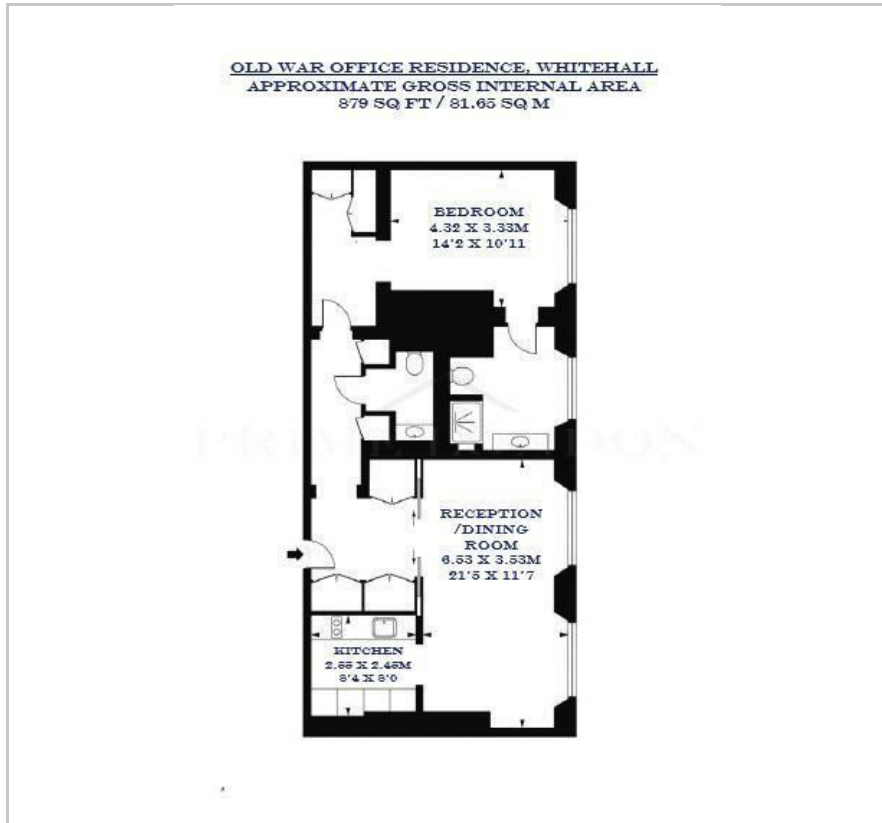 OLD WAR OFFICE RESIDENCE, WHITEHALL
APPROXIMATE GROSS INTERNAL AREA
879 SQ FT / 81.65 SQ M
BEDROOM
4.32 X 3.33M
14'2 X 10'11
PRIME LONDON
RECEPTION
/DINING
ROOM
6.53 X 3.53M
21'5 X 11'7
KITCHEN
2.55 X 2.45M
8'4 X 8'0